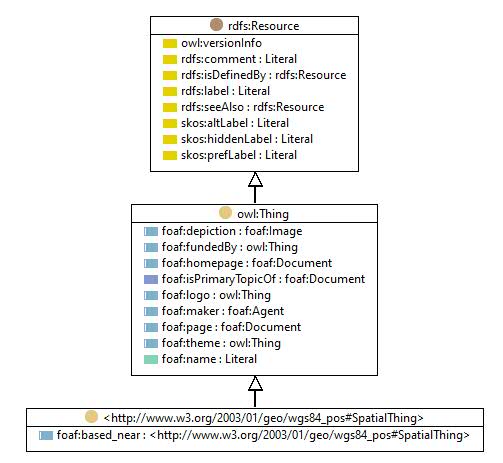 rdfs:Resource
owl:versionInfo
rdfs:comment : Literal
rdfs:isDefinedBy : rdfs:Resource
rdfs:label : Literal
rdfs:seeAlso : rdfs:Resource
skos:altLabel : Literal
skos:hiddenLabel : Literal
skos:prefLabel : Literal
owl:Thing
foaf:depiction : foaf:Image
foaf:fundedBy : owl:Thing
foaf:homepage : foaf:Document
foaf:isPrimaryTopicOf : foaf:Document
foaf:logo : owl:Thing
foaf:maker : foaf:Agent
foaf:page : foaf:Document
foaf:theme : owl:Thing
foaf:name : Literal
<http://www.w3.org/2003/01/geo/wgs84_pos#SpatialThing>
foaf:based_near : <http://www.w3.org/2003/01/geo/wgs84_pos#SpatialThing>